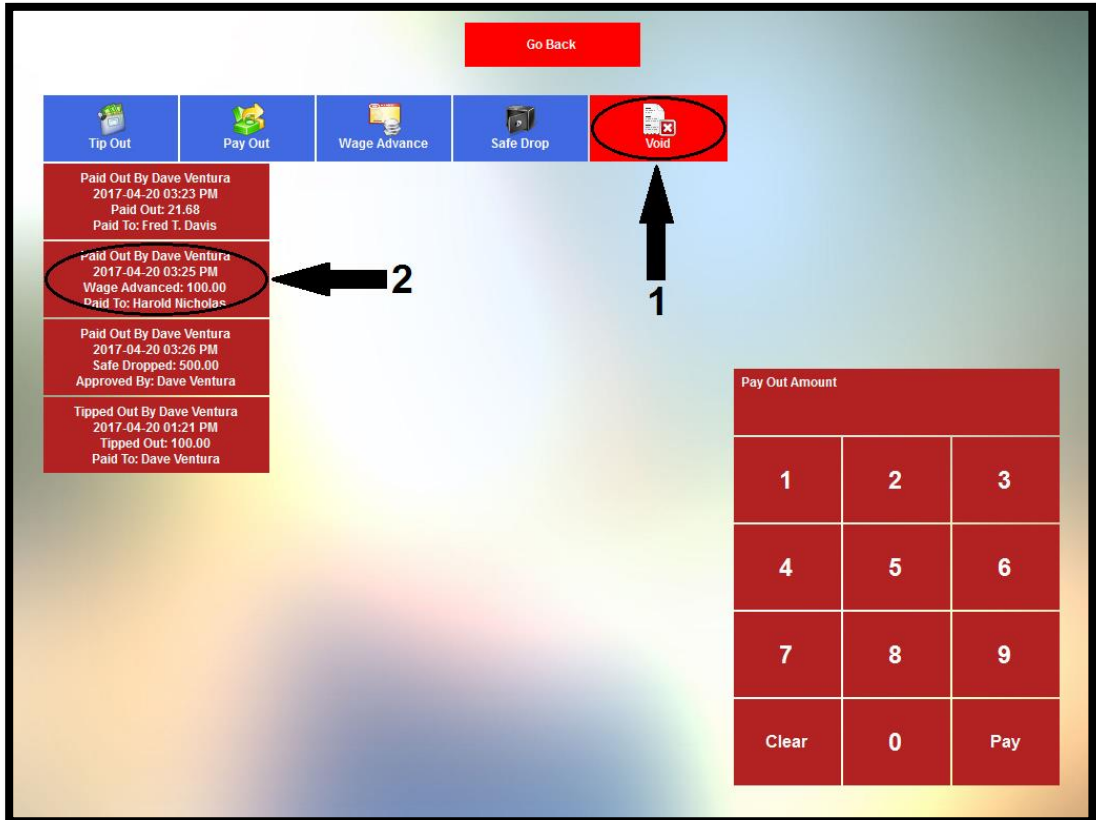 Go Back
Tip Out
Pay Out
Wage Advance
Safe Drop
Void
Paid Out By Dave Ventura
2017-04-20 03:23 PM
Paid Out: 21.68
Paid To: Fred T. Davis
Paid Out By Dave Ventura
2017-04-20 03:25 PM
Wage Advanced: 100.00
Paid To: Harold Nicholas
2
1
Paid Out By Dave Ventura
2017-04-20 03:26 PM
Safe Dropped: 500.00
Approved By: Dave Ventura
Tipped Out By Dave Ventura
2017-04-20 01:21 PM
Tipped Out: 100.00
Paid To: Dave Ventura
Pay Out Amount
1 2 3
4 5 6
7 8 9
Clear 0 Pay